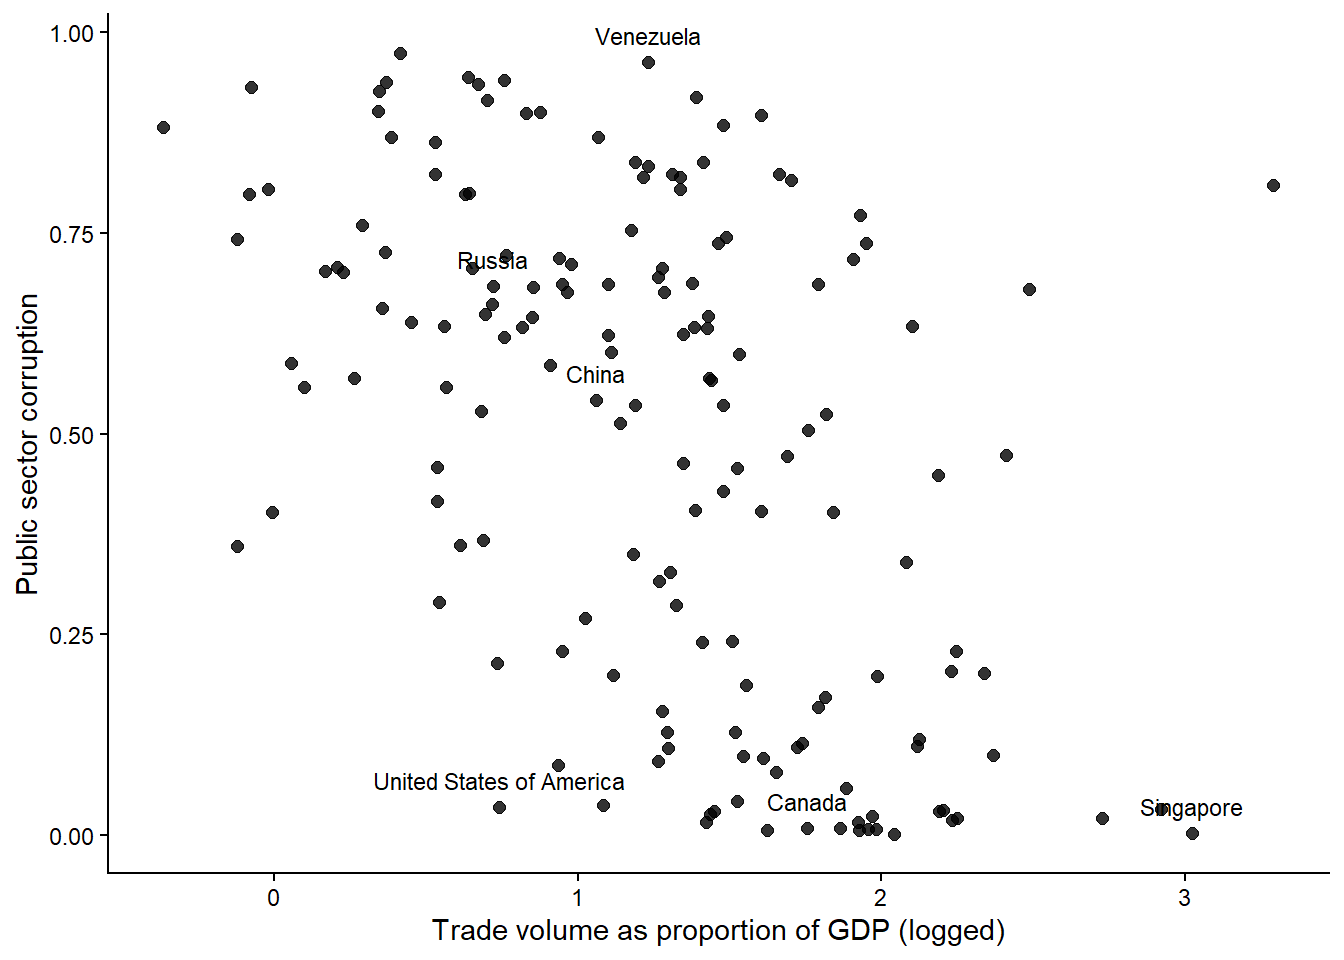 1.00
0.75
0.50
0.25
0.00
Public sector corruption
Venezuela
Russia
China
United States of America
Canada
Singapore
0
1
2
3
Trade volume as proportion of GDP (logged)